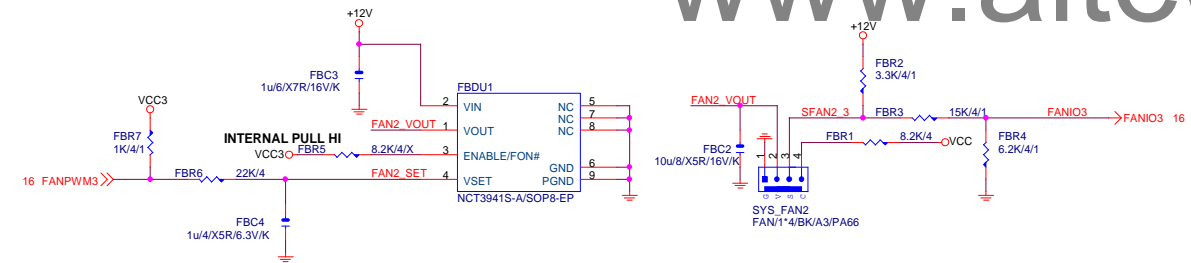 www.alte
+12V
+12V
FBC3
1u/6/X7R/16V/K
FBR2
3.3K/4/1
VCC3
FBDU1
2 VIN NC 5
NC 7
FAN2_VOUT 1 VOUT NC 8
FAN2_VOUT
SFAN2_3 FBR3 15K/4/1 FANIO3 FANIO3 16
FBR7
1K/4/1
INTERNAL PULL HI
VCC3 FBR5 8.2K/4/X 3 ENABLE/FON#
GND 6
FBR1 8.2K/4 VCC
FBR4
6.2K/4/1
FBC2
10u/8/X5R/16V/K
1 2 3 4
16 FANPWM3 FBR6 22K/4 FAN2_SET 4 VSET PGND 9
NCT3941S-A/SOP8-EP
G V S C
SYS_FAN2
FAN/1*4/BK/A3/PA66
FBC4
1u/4/X5R/6.3V/K